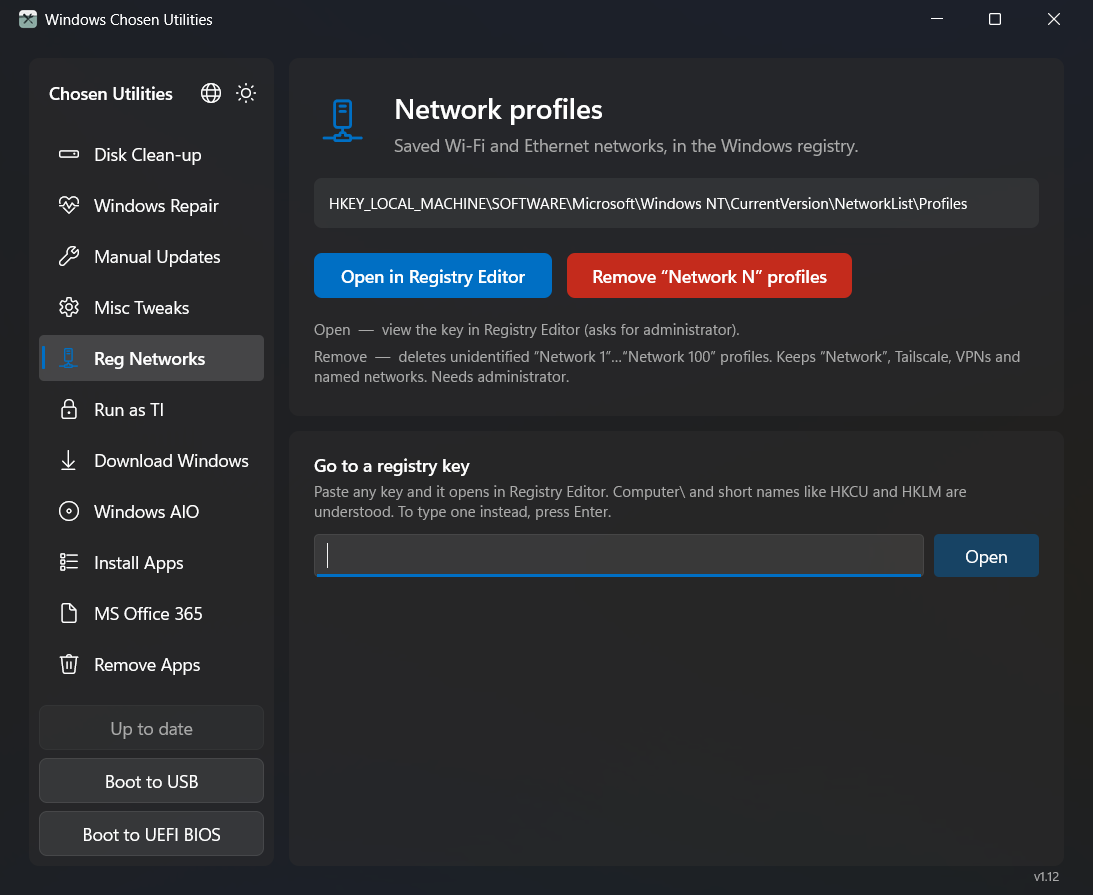 Windows Chosen Utilities
Chosen Utilities
Disk Clean-up
Windows Repair
Manual Updates
Misc Tweaks
Reg Networks
Run as TI
Download Windows
Windows AIO
Install Apps
MS Office 365
Remove Apps
Up to date
Boot to USB
Boot to UEFI BIOS
Network profiles
Saved Wi-Fi and Ethernet networks, in the Windows registry.
HKEY_LOCAL_MACHINE\SOFTWARE\Microsoft\Windows NT\CurrentVersion\NetworkList\Profiles
Open in Registry Editor
Remove “Network N” profiles
Open — view the key in Registry Editor (asks for administrator).
Remove — deletes unidentified “Network 1”…“Network 100” profiles. Keeps “Network”, Tailscale, VPNs and
named networks. Needs administrator.
Go to a registry key
Paste any key and it opens in Registry Editor. Computer\ and short names like HKCU and HKLM are
understood. To type one instead, press Enter.
Open
v1.12